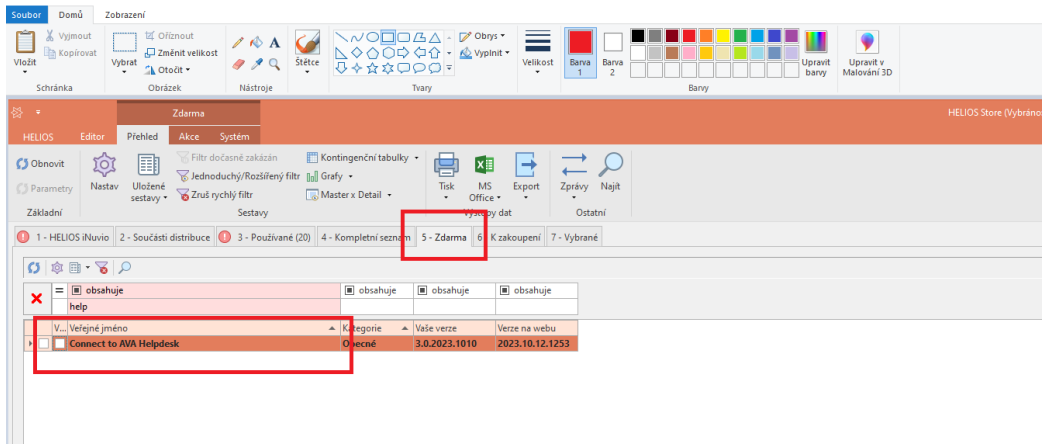 Soubor Domů Zobrazení
Vložit
Vyjmout
Kopírovat
Schránka
Vybrat
Oříznout
Změnit velikost
Otočit
Obrázek
A
Nástroje
Štětce
Obrys
Vyplnit
Tvary
Velikost
Barva 1
Barva 2
Upravit barvy
Upravit v Malování 3D
Barvy
Zdarma
HELIOS Store (Vybráno
HELIOS Editor Přehled Akce Systém
Obnovit
Parametry
Základní
Nastav
Uložené sestavy
Filtr dočasně zakázán
Jednoduchý/Rozšířený filtr
Zruš rychlý filtr
Sestavy
Kontingenční tabulky
Grafy
Master x Detail
Tisk
MS Office
Export
Výstupy dat
Zprávy
Najít
Ostatní
1 - HELIOS iNuvio 2 - Součásti distribuce 3 - Používané (20) 4 - Kompletní seznam 5 - Zdarma 6 K zakoupení 7 - Vybrané
= obsahuje obsahuje obsahuje obsahuje
help
V... Veřejné jméno Kategorie Vaše verze Verze na webu
Connect to AVA Helpdesk Obecné 3.0.2023.1010 2023.10.12.1253